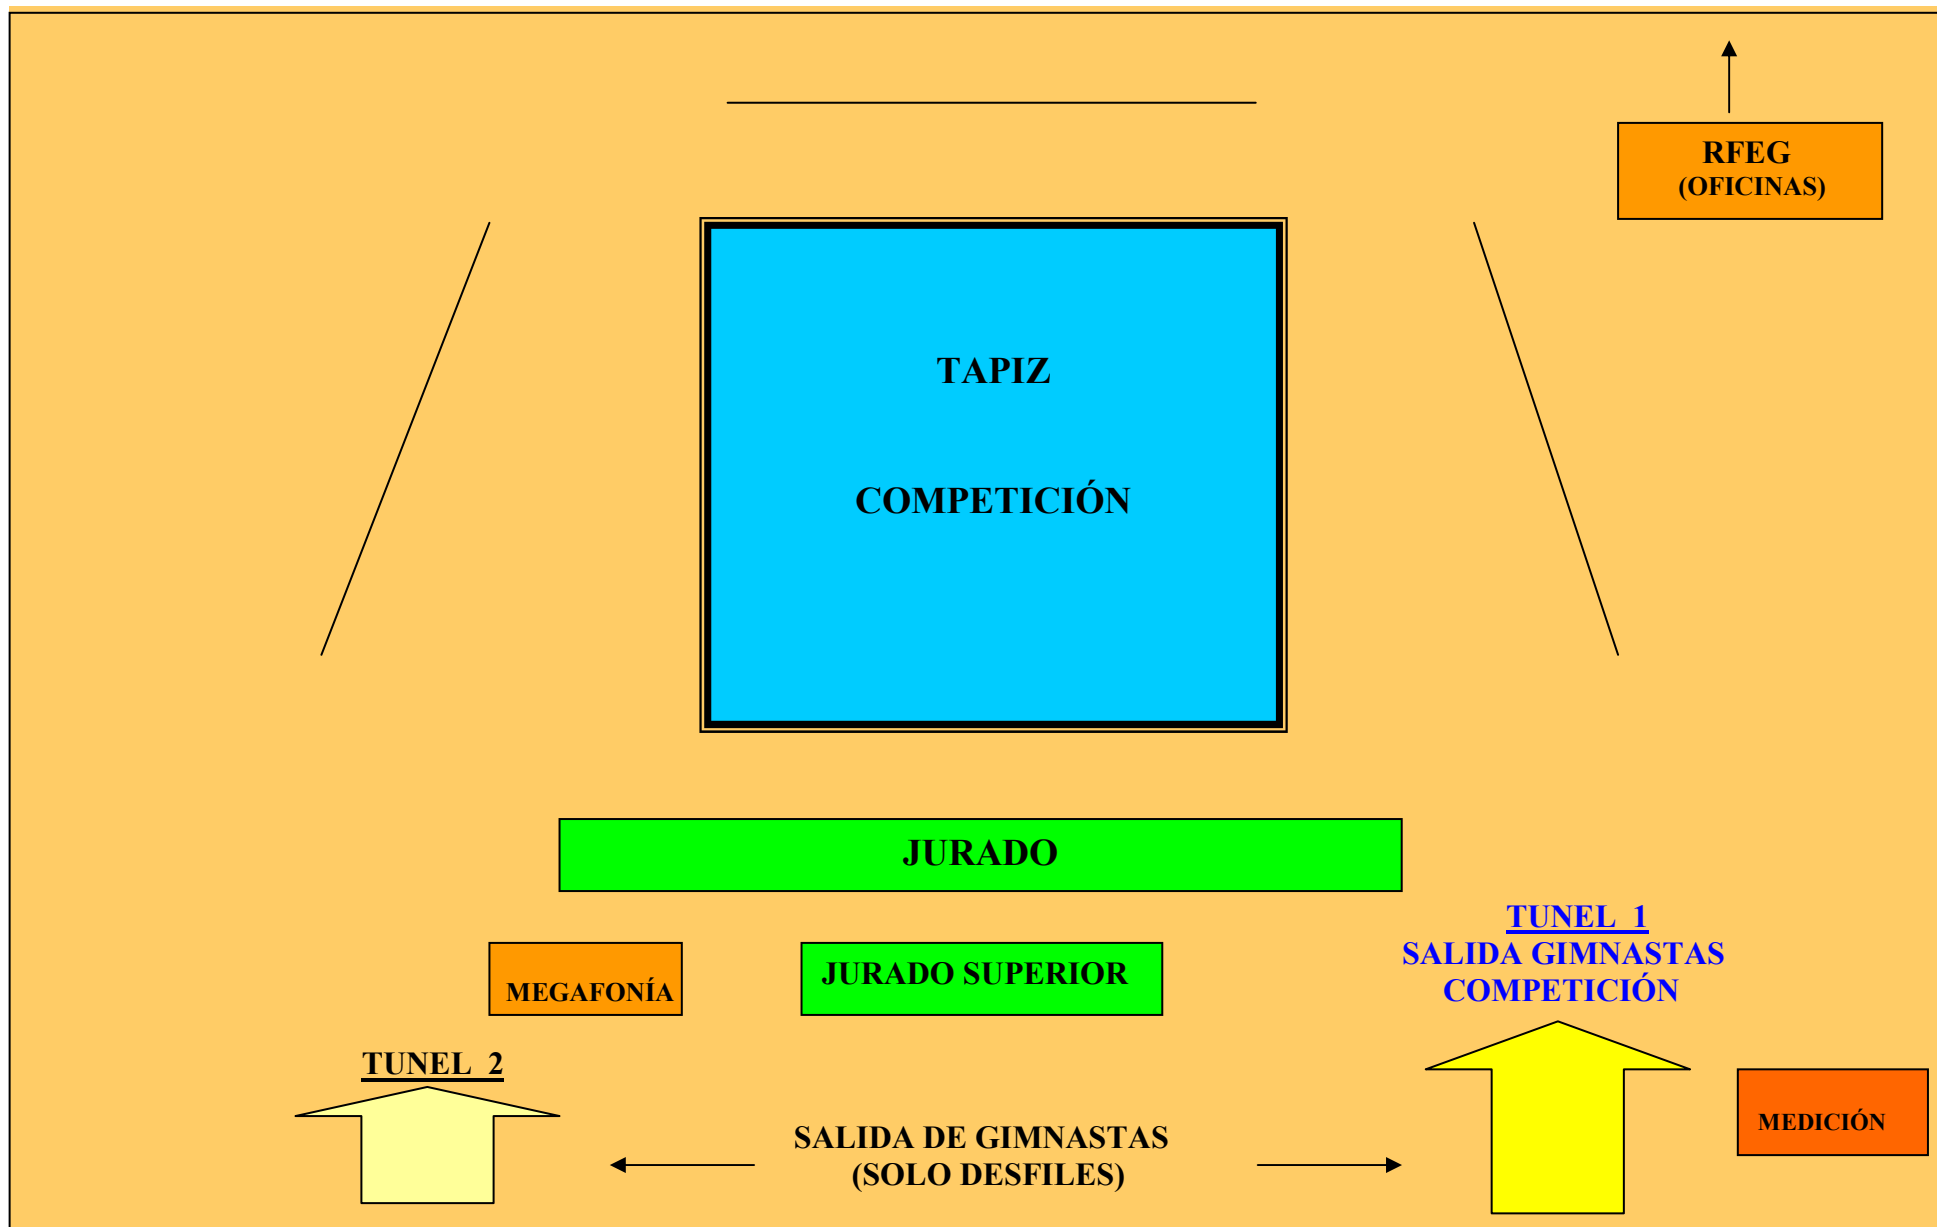 RFEG
(OFICINAS)
TAPIZ
COMPETICIÓN
JURADO
TUNEL 1
SALIDA GIMNASTAS
COMPETICIÓN
MEGAFONÍA
JURADO SUPERIOR
TUNEL 2
SALIDA DE GIMNASTAS
(SOLO DESFILES)
MEDICIÓN